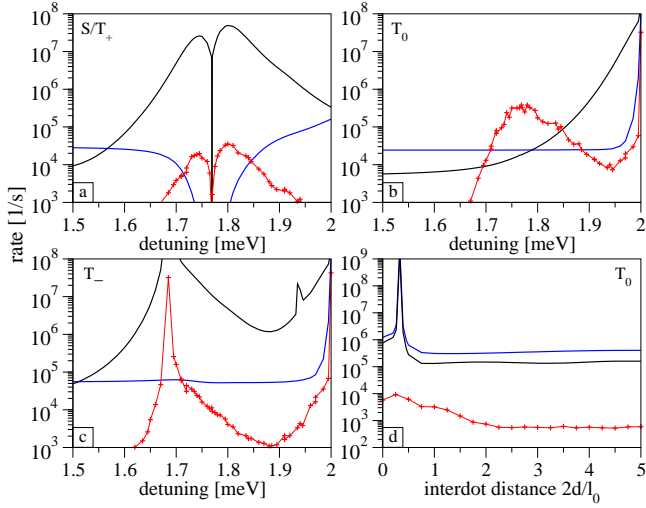 S/T+
T0
10^8
10^7
10^6
10^5
10^4
10^3
a
b
1.5 1.6 1.7 1.8 1.9 2
detuning [meV]
10^8
10^7
10^6
10^5
10^4
10^3
1.5 1.6 1.7 1.8 1.9 2
detuning [meV]
rate [1/s]
T_
T0
10^8
10^7
10^6
10^5
10^4
10^3
c
d
1.5 1.6 1.7 1.8 1.9 2
detuning [meV]
10^9
10^8
10^7
10^6
10^5
10^4
10^3
10^2
0 1 2 3 4 5
interdot distance 2d/l0